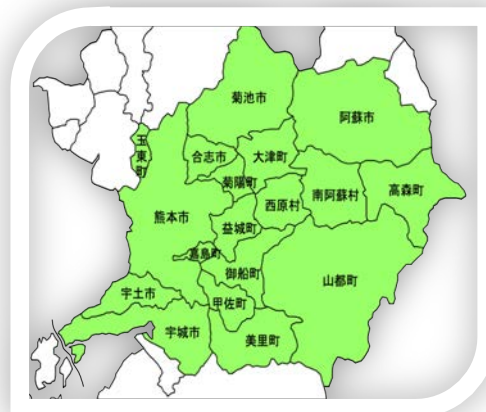 菊池市
阿蘇市
玉東町
合志市
大津町
菊陽町
西原村
南阿蘇村
高森町
熊本市
益城町
嘉島町
御船町
山都町
宇土市
甲佐町
宇城市
美里町